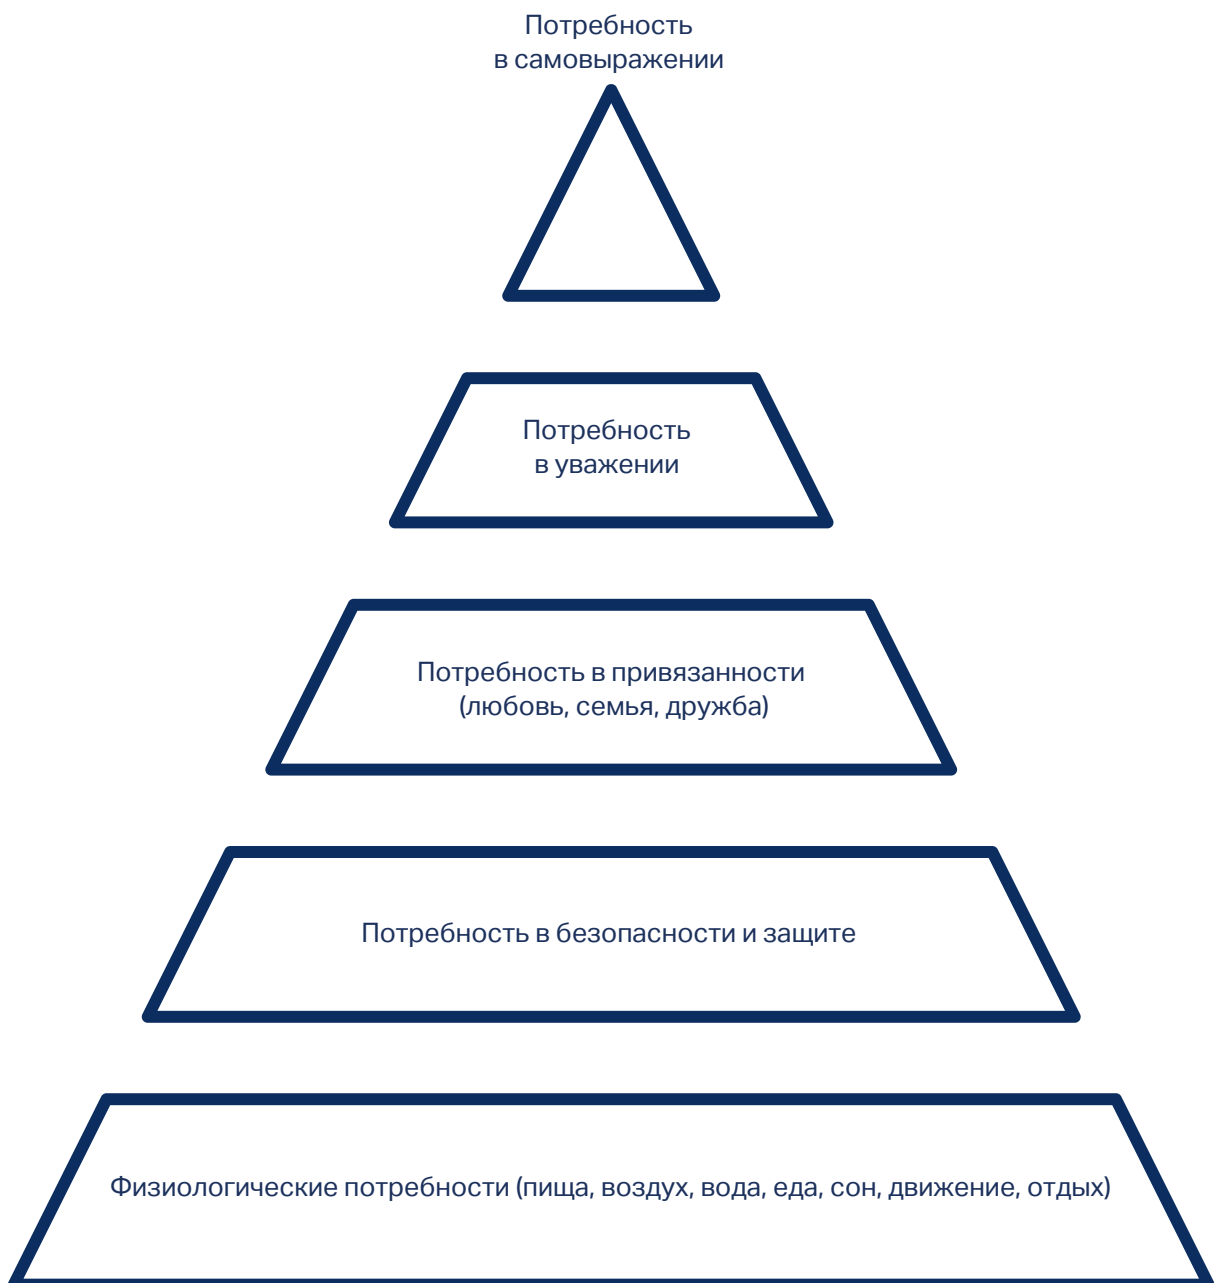 Потребность
в самовыражении
Потребность
в уважении
Потребность в привязанности
(любовь, семья, дружба)
Потребность в безопасности и защите
Физиологические потребности (пища, воздух, вода, еда, сон, движение, отдых)